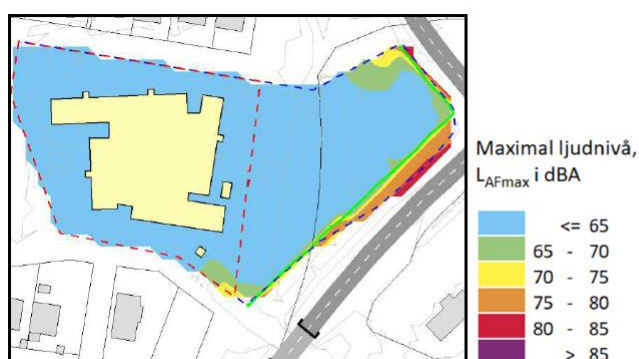 Maximal ljudnivå,
LAFmax i dBA
<= 65
65 - 70
70 - 75
75 - 80
80 - 85
> 85